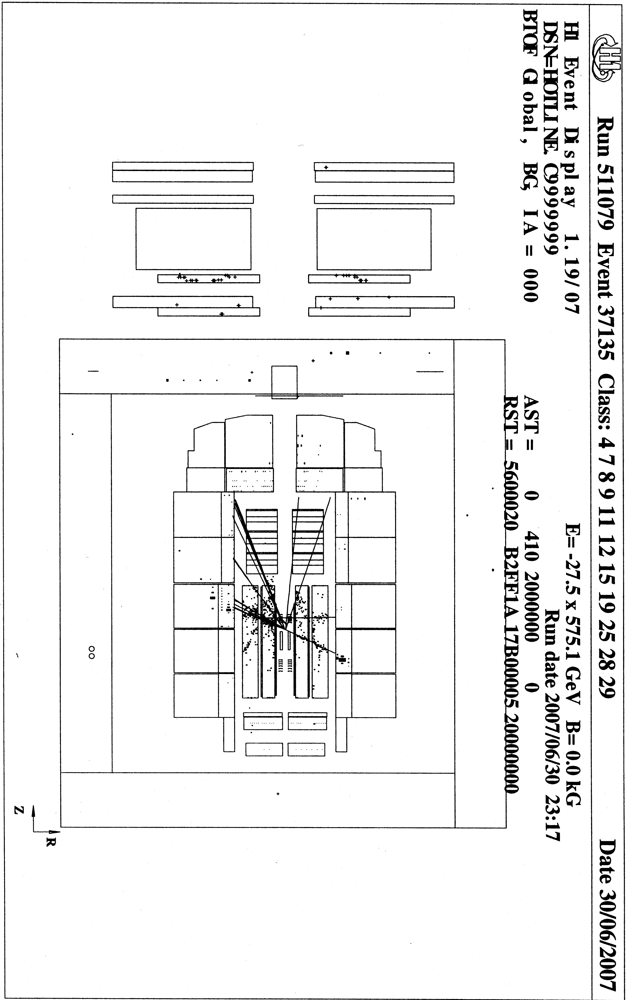 H1 Run 511079 Event 37135 Class: 4 7 8 9 11 12 15 19 25 28 29 Date 30/06/2007
H1 Event Display 1.19/07 E= -27.5 x 575.1 GeV B= 0.0 kG
DSN=HOTLINE.C9999999 Run date 2007/06/30 23:17
BTOF Global, BG, IA = 000 AST = 0 410 2000000 0
RST = 5600020 B2FF1A 17B00005 2000000
R
Z